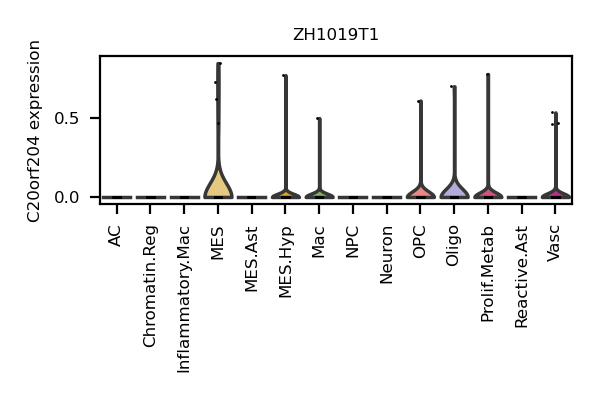 ZH1019T1
C20orf204 expression
0.5
0.0
AC
Chromatin.Reg
Inflammatory.Mac
MES
MES.Ast
MES.Hyp
Mac
NPC
Neuron
OPC
Oligo
Prolif.Metab
Reactive.Ast
Vasc